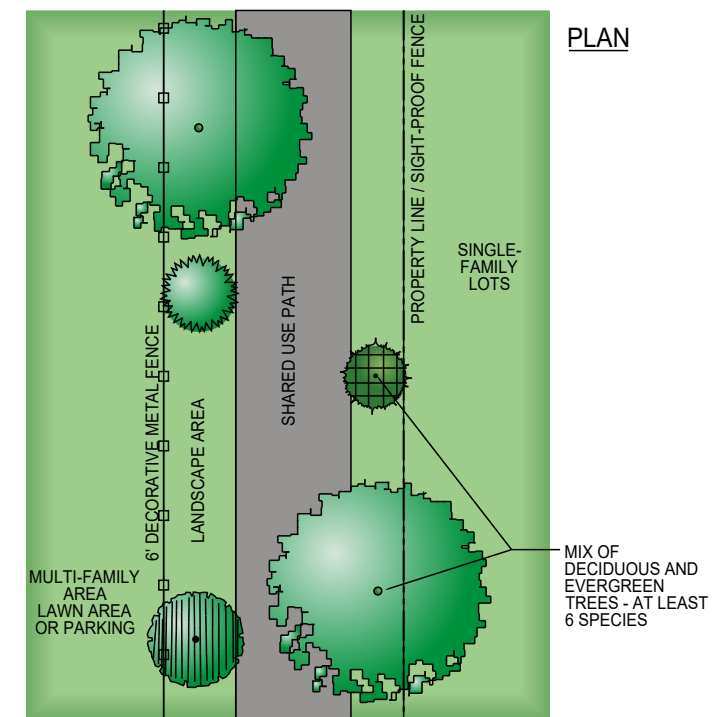 PLAN
PROPERTY LINE / SIGHT-PROOF FENCE
SINGLE-
FAMILY
LOTS
SHARED USE PATH
6' DECORATIVE METAL FENCE
LANDSCAPE AREA
MULTI-FAMILY
AREA
LAWN AREA
OR PARKING
MIX OF
DECIDUOUS AND
EVERGREEN
TREES - AT LEAST
6 SPECIES